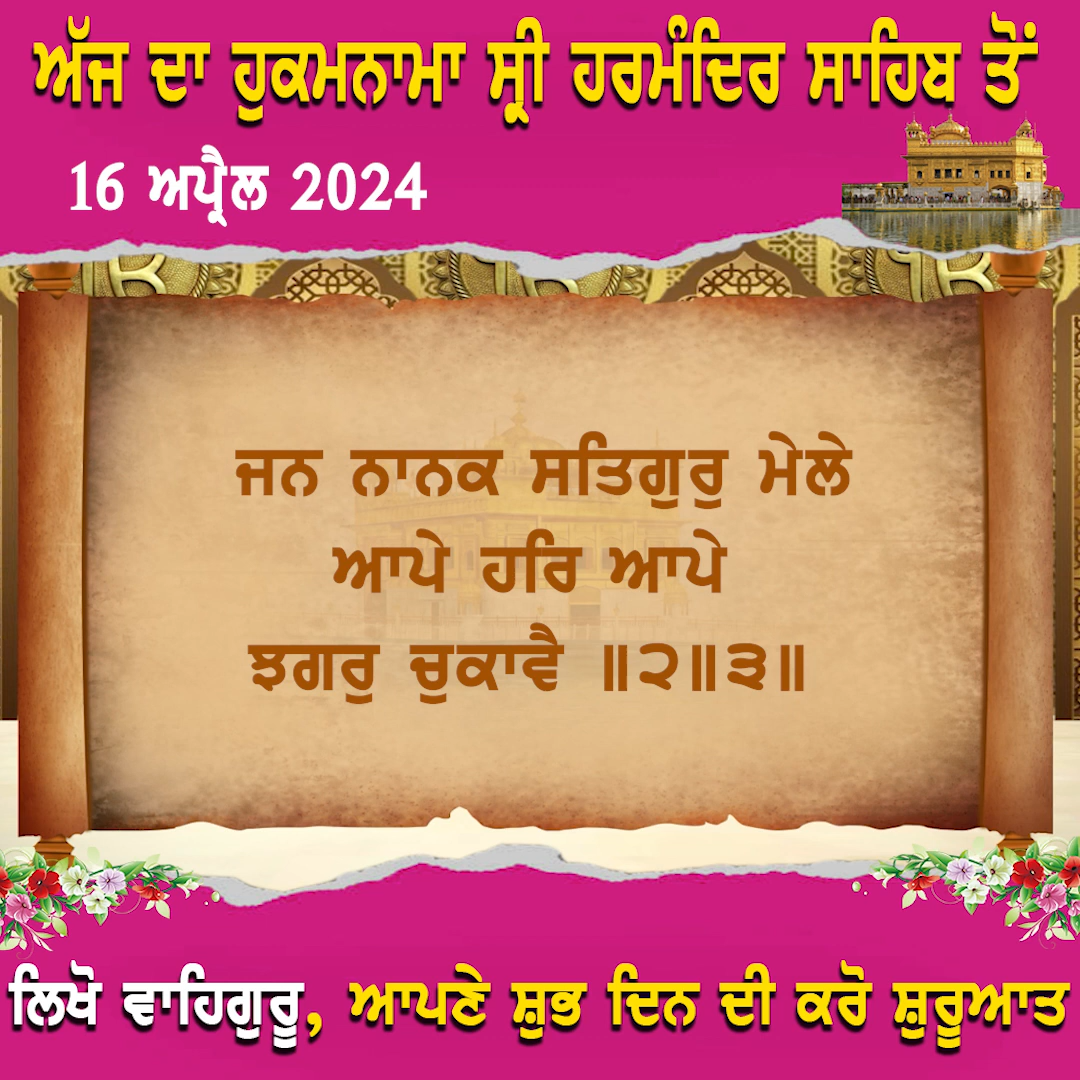 ਅੱਜ ਦਾ ਹੁਕਮਨਾਮਾ ਸ੍ਰੀ ਹਰਮੰਦਿਰ ਸਾਹਿਬ ਤੋਂ
16 ਅਪ੍ਰੈਲ 2024
ਜਨ ਨਾਨਕ ਸਤਿਗੁਰੁ ਮੇਲੇ
ਆਪੇ ਹਰਿ ਆਪੇ
ਝਗਰੁ ਚੁਕਾਵੈ ॥੨॥੩॥
ਲਿਖੋ ਵਾਹਿਗੁਰੂ, ਆਪਣੇ ਸ਼ੁਭ ਦਿਨ ਦੀ ਕਰੋ ਸ਼ੁਰੂਆਤ